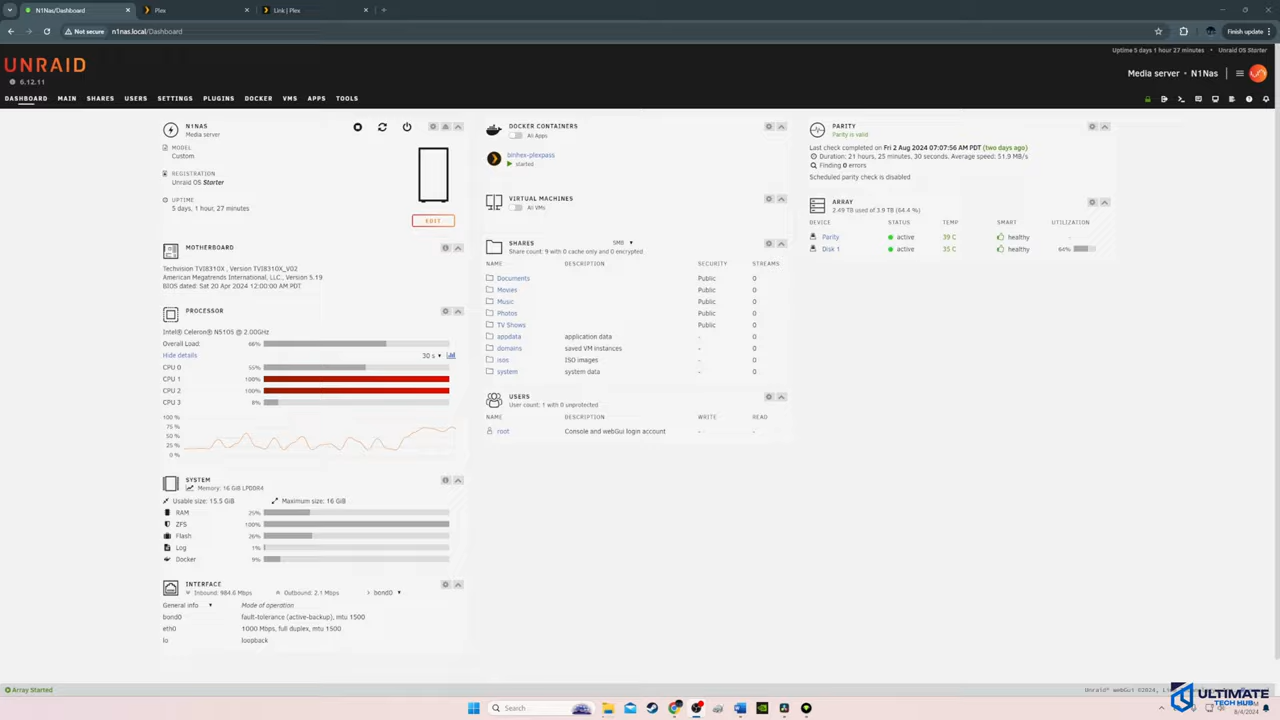 N1Nas/Dashboard
Plex
Link | Plex
Not secure
n1nas.local/Dashboard
Finish update
Uptime 5 days 1 hour 27 minutes • Unraid OS Starter
UNRAID
6.12.11
Media server • N1Nas
DASHBOARD MAIN SHARES USERS SETTINGS PLUGINS DOCKER VMS APPS TOOLS
N1NAS
Media server
MODEL
Custom
REGISTRATION
Unraid OS Starter
UPTIME
5 days, 1 hour, 27 minutes
EDIT
MOTHERBOARD
Techvision TVI8310X , Version TVI8310X_V02
American Megatrends International, LLC., Version 5.19
BIOS dated: Sat 20 Apr 2024 12:00:00 AM PDT
PROCESSOR
Intel® Celeron® N5105 @ 2.00GHz
Overall Load: 66%
Hide details 30 s
CPU 0 55%
CPU 1 100%
CPU 2 100%
CPU 3 8%
100 %
75 %
50 %
25 %
0 %
SYSTEM
Memory: 16 GiB LPDDR4
Usable size: 15.5 GiB Maximum size: 16 GiB
RAM 25%
ZFS 100%
Flash 26%
Log 1%
Docker 9%
INTERFACE
Inbound: 984.6 Mbps Outbound: 2.1 Mbps bond0
General info Mode of operation
bond0 fault-tolerance (active-backup), mtu 1500
eth0 1000 Mbps, full duplex, mtu 1500
lo loopback
DOCKER CONTAINERS
All Apps
binhex-plexpass
started
VIRTUAL MACHINES
All VMs
SHARES SMB
Share count: 9 with 0 cache only and 0 encrypted
NAME DESCRIPTION SECURITY STREAMS
Documents Public 0
Movies Public 0
Music Public 0
Photos Public 0
TV Shows Public 0
appdata application data - 0
domains saved VM instances - 0
isos ISO images - 0
system system data - 0
USERS
User count: 1 with 0 unprotected
NAME DESCRIPTION WRITE READ
root Console and webGui login account - -
PARITY
Parity is valid
Last check completed on Fri 2 Aug 2024 07:07:56 AM PDT (two days ago)
Duration: 21 hours, 25 minutes, 30 seconds. Average speed: 51.9 MB/s
Finding 0 errors
Scheduled parity check is disabled
ARRAY
2.49 TB used of 3.9 TB (64.4 %)
DEVICE STATUS TEMP SMART UTILIZATION
Parity active 39 C healthy -
Disk 1 active 35 C healthy 64%
Array Started
Unraid® webGui ©2024, Li
Search
ULTIMATE
TECH HUB
8/4/2024